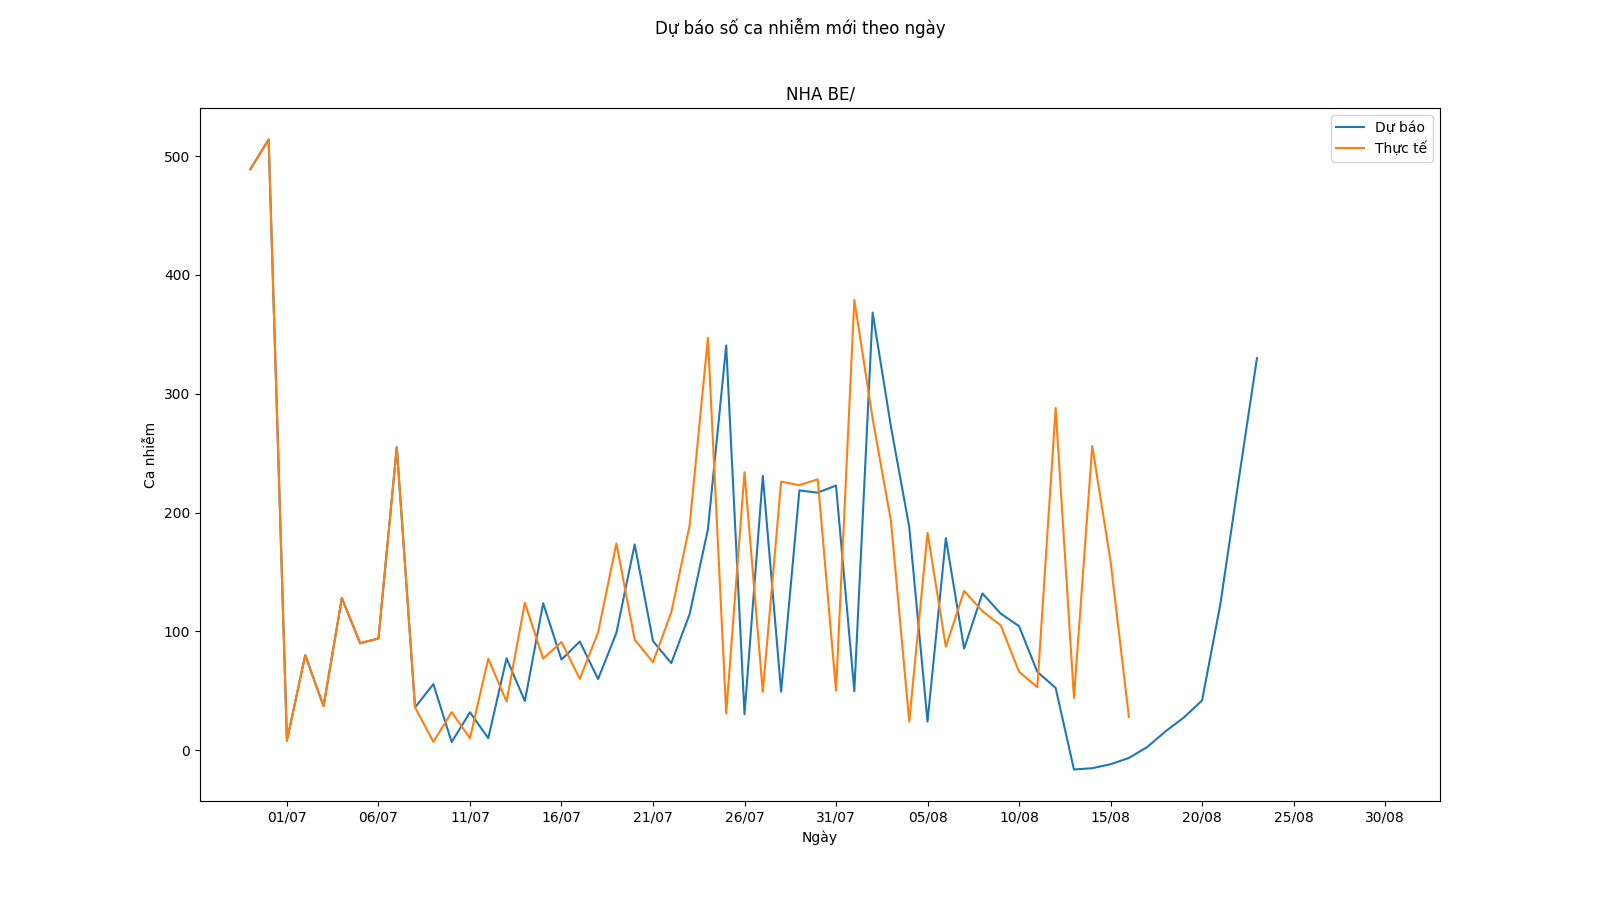 Dự báo số ca nhiễm mới theo ngày
NHA BE/
Dự báo
Thực tế
500
400
300
200
100
0
Ca nhiễm
01/07 06/07 11/07 16/07 21/07 26/07 31/07 05/08 10/08 15/08 20/08 25/08 30/08
Ngày